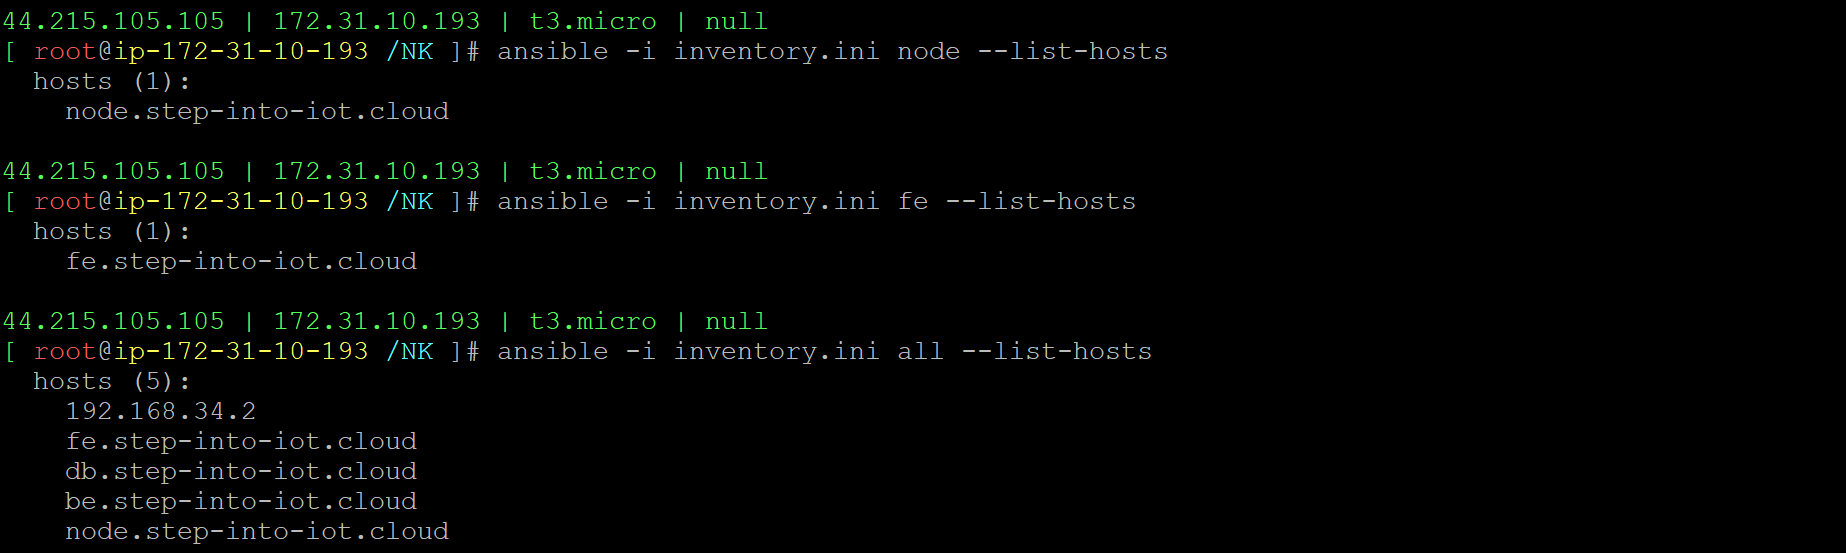 44.215.105.105 | 172.31.10.193 | t3.micro | null
[ root@ip-172-31-10-193 /NK ]# ansible -i inventory.ini node --list-hosts
  hosts (1):
    node.step-into-iot.cloud

44.215.105.105 | 172.31.10.193 | t3.micro | null
[ root@ip-172-31-10-193 /NK ]# ansible -i inventory.ini fe --list-hosts
  hosts (1):
    fe.step-into-iot.cloud

44.215.105.105 | 172.31.10.193 | t3.micro | null
[ root@ip-172-31-10-193 /NK ]# ansible -i inventory.ini all --list-hosts
  hosts (5):
    192.168.34.2
    fe.step-into-iot.cloud
    db.step-into-iot.cloud
    be.step-into-iot.cloud
    node.step-into-iot.cloud